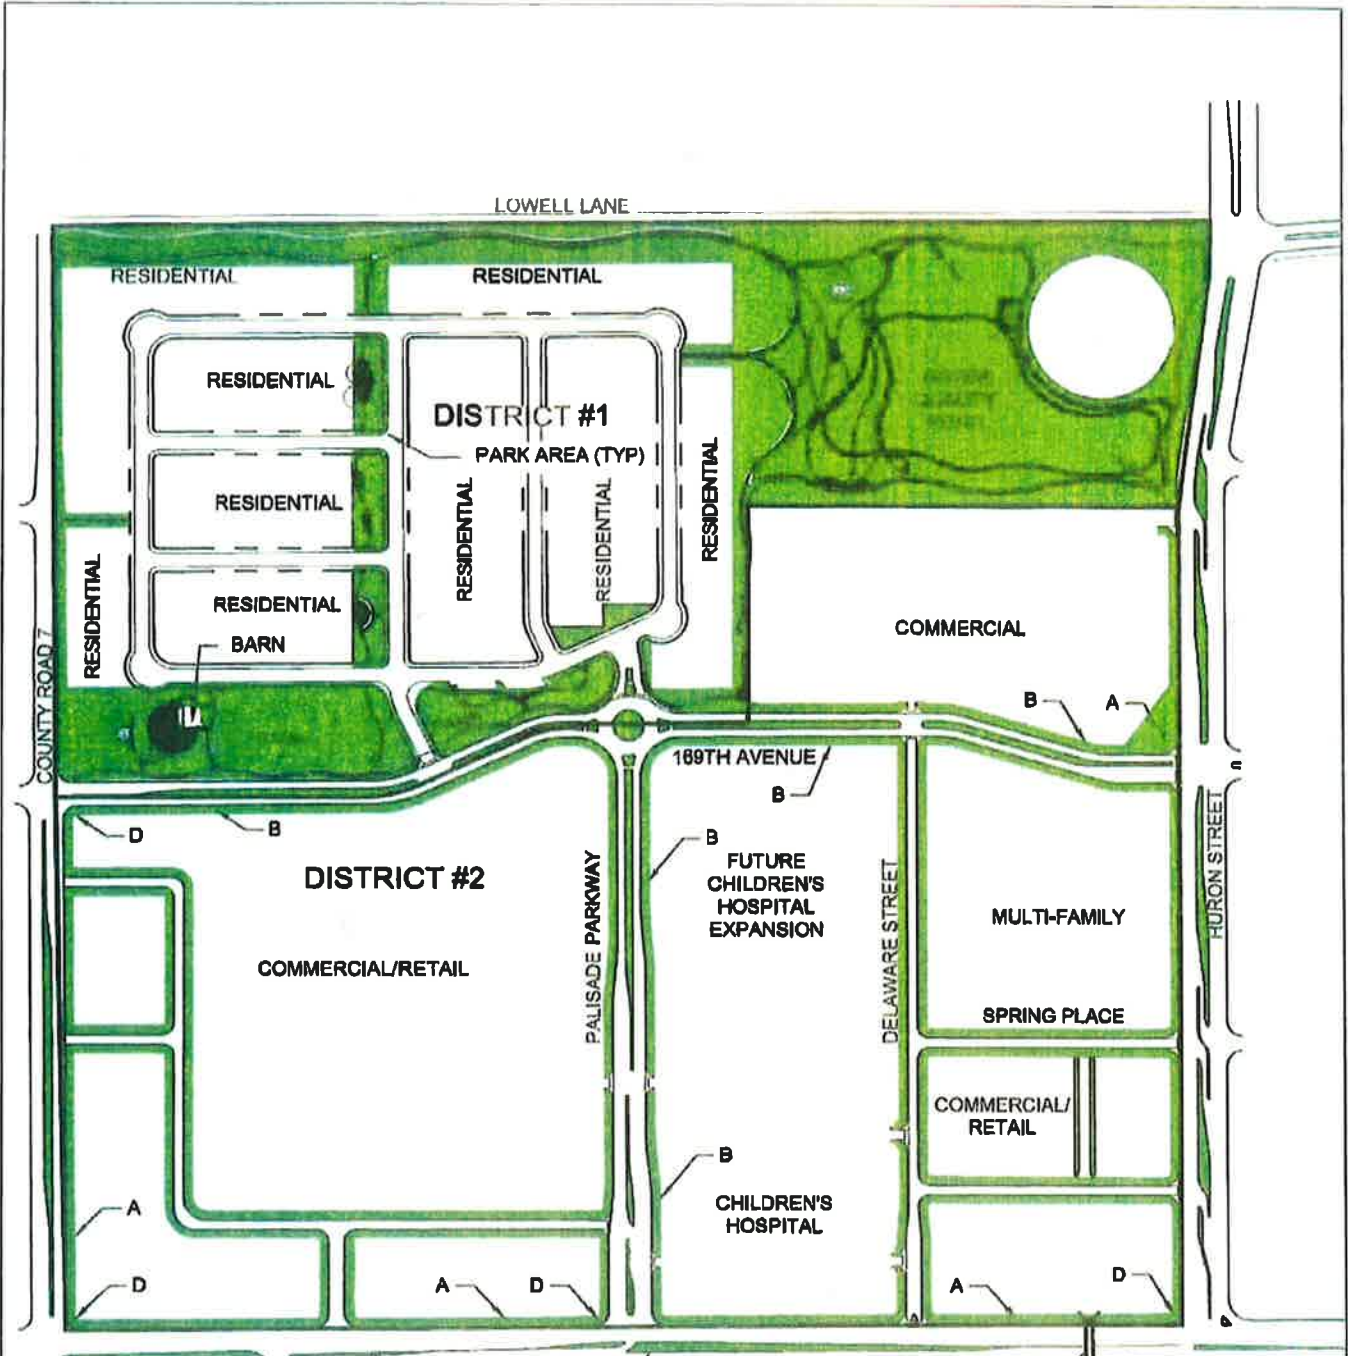 LOWELL LANE
RESIDENTIAL
RESIDENTIAL
RESIDENTIAL
DISTRICT #1
PARK AREA (TYP)
RESIDENTIAL
RESIDENTIAL
RESIDENTIAL
RESIDENTIAL
RESIDENTIAL
RESIDENTIAL
BARN
COUNTY ROAD 7
COMMERCIAL
B
A
169TH AVENUE
B
D
B
B
DISTRICT #2
FUTURE
CHILDREN'S
HOSPITAL
EXPANSION
PALISADE PARKWAY
DELAWARE STREET
HURON STREET
MULTI-FAMILY
COMMERCIAL/RETAIL
SPRING PLACE
COMMERCIAL/
RETAIL
B
CHILDREN'S
HOSPITAL
A
D
A
D
A
D